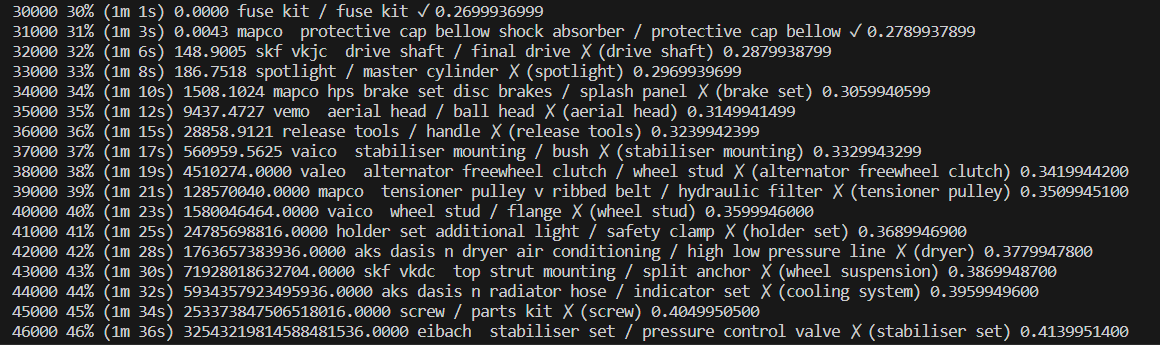 30000 30% (1m 1s) 0.0000 fuse kit / fuse kit ✓ 0.2699936999
31000 31% (1m 3s) 0.0043 mapco  protective cap bellow shock absorber / protective cap bellow ✓ 0.2789937899
32000 32% (1m 6s) 148.9005 skf vkjc  drive shaft / final drive ✗ (drive shaft) 0.2879938799
33000 33% (1m 8s) 186.7518 spotlight / master cylinder ✗ (spotlight) 0.2969939699
34000 34% (1m 10s) 1508.1024 mapco hps brake set disc brakes / splash panel ✗ (brake set) 0.3059940599
35000 35% (1m 12s) 9437.4727 vemo  aerial head / ball head ✗ (aerial head) 0.3149941499
36000 36% (1m 15s) 28858.9121 release tools / handle ✗ (release tools) 0.3239942399
37000 37% (1m 17s) 560959.5625 vaico  stabiliser mounting / bush ✗ (stabiliser mounting) 0.3329943299
38000 38% (1m 19s) 4510274.0000 valeo  alternator freewheel clutch / wheel stud ✗ (alternator freewheel clutch) 0.3419944200
39000 39% (1m 21s) 128570040.0000 mapco  tensioner pulley v ribbed belt / hydraulic filter ✗ (tensioner pulley) 0.3509945100
40000 40% (1m 23s) 1580046464.0000 vaico  wheel stud / flange ✗ (wheel stud) 0.3599946000
41000 41% (1m 25s) 24785698816.0000 holder set additional light / safety clamp ✗ (holder set) 0.3689946900
42000 42% (1m 28s) 1763657383936.0000 aks dasis n dryer air conditioning / high low pressure line ✗ (dryer) 0.3779947800
43000 43% (1m 30s) 71928018632704.0000 skf vkdc  top strut mounting / split anchor ✗ (wheel suspension) 0.3869948700
44000 44% (1m 32s) 5934357923495936.0000 aks dasis n radiator hose / indicator set ✗ (cooling system) 0.3959949600
45000 45% (1m 34s) 253373847506518016.0000 screw / parts kit ✗ (screw) 0.4049950500
46000 46% (1m 36s) 32543219814588481536.0000 eibach  stabiliser set / pressure control valve ✗ (stabiliser set) 0.4139951400